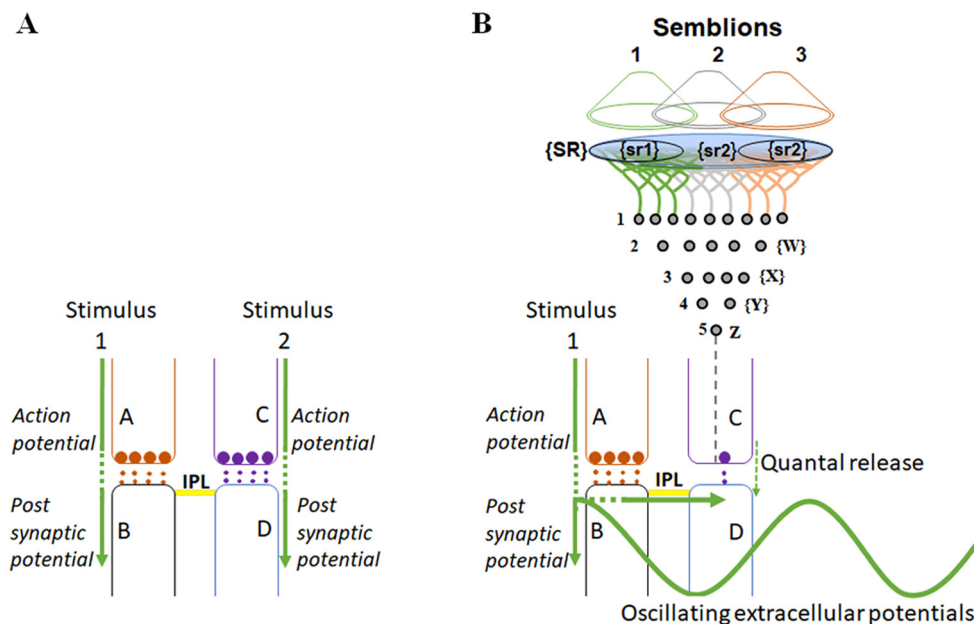 A
Stimulus
1
Stimulus
2
Action
potential
A
C
Action
potential
IPL
Post
synaptic
potential
B
D
Post
synaptic
potential
B
Semblions
1 2 3
{SR} {sr1} {sr2} {sr2}
1
2 {W}
3 {X}
4 {Y}
5 Z
Stimulus
1
Action
potential
A
C
Quantal release
IPL
Post
synaptic
potential
B
D
Oscillating extracellular potentials